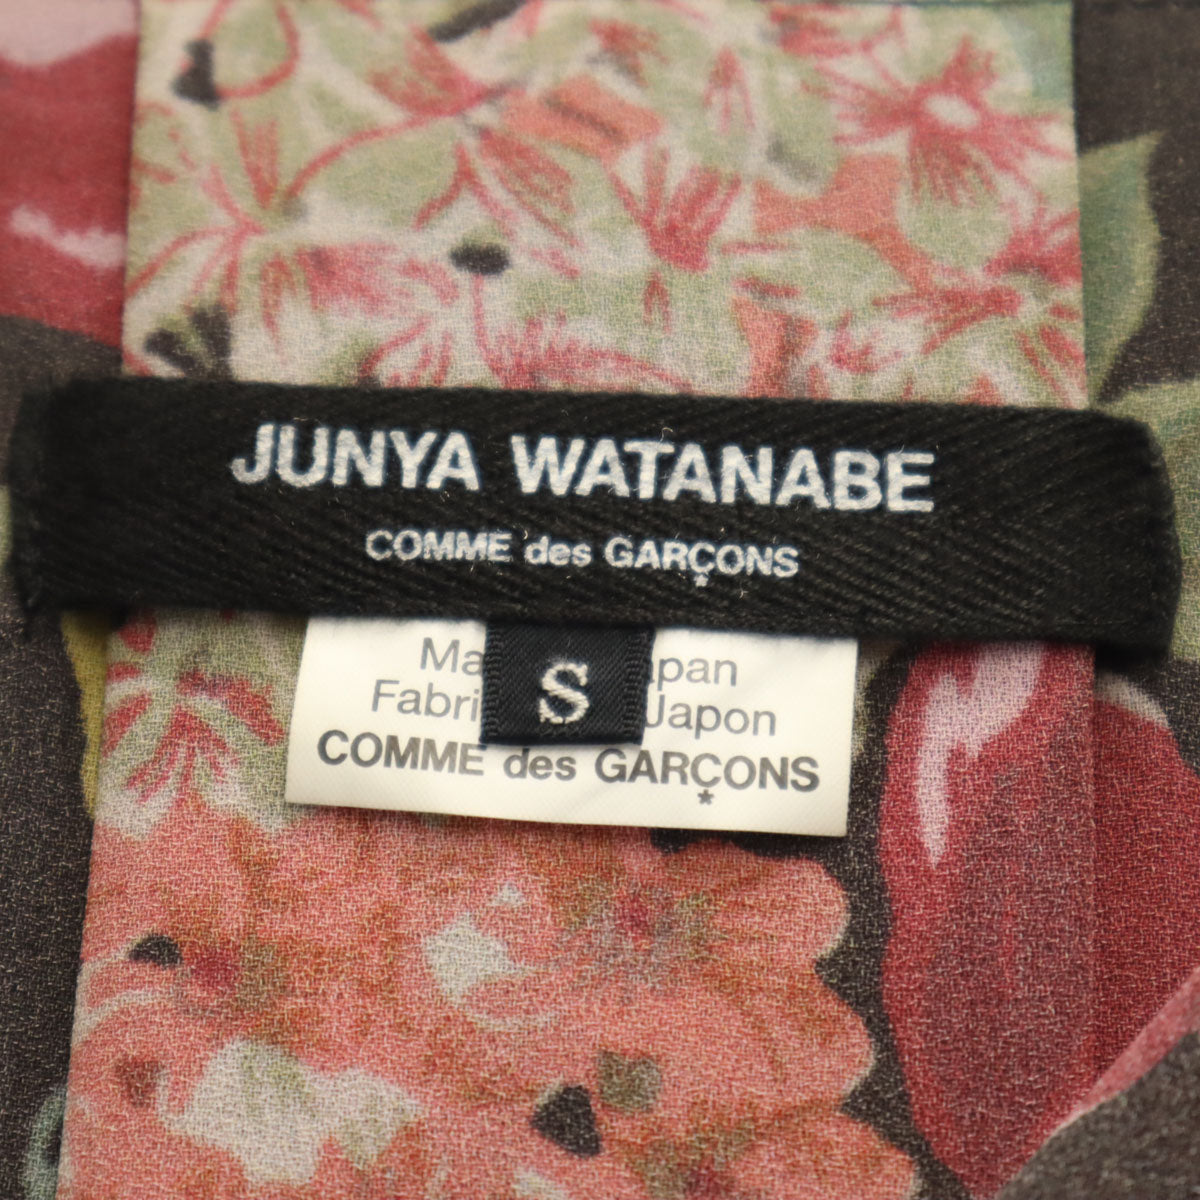 JUNYA WATANABE
COMME des GARÇONS
*
S
Ma apan
Fabri Japon
COMME des GARÇONS
*